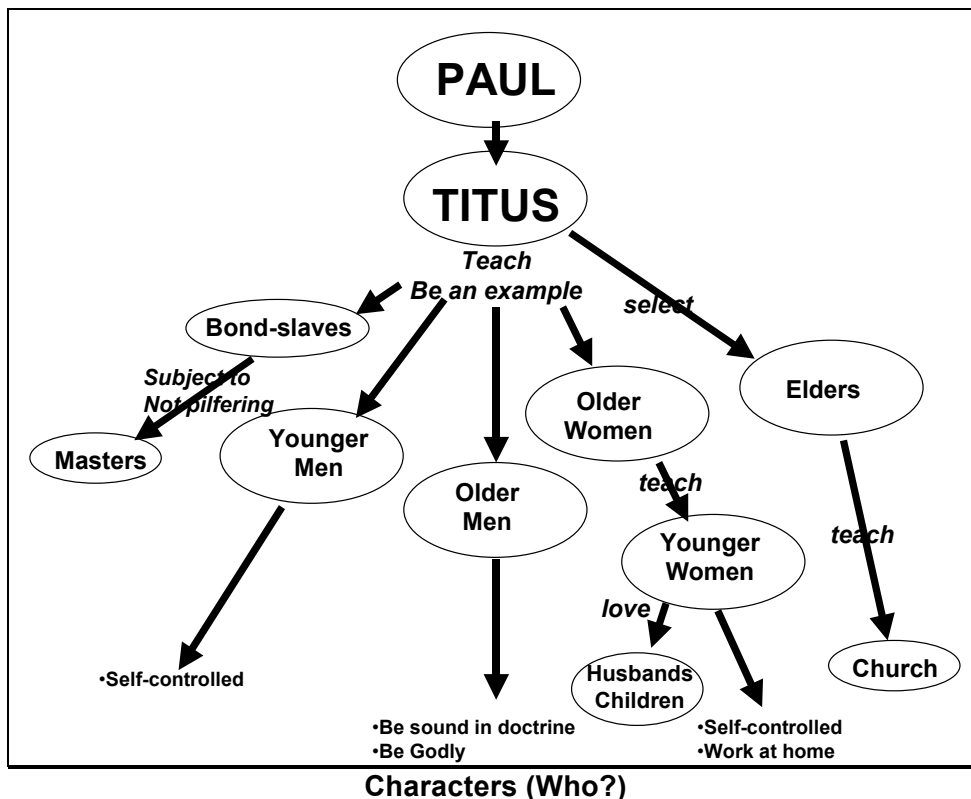 PAUL
TITUS
Teach
Be an example
select
Bond-slaves
Subject to
Not pilfering
Masters
Younger
Men
Older
Men
Older
Women
teach
Younger
Women
love
Husbands
Children
Elders
teach
Church
•Self-controlled
•Be sound in doctrine
•Be Godly
•Self-controlled
•Work at home
Characters (Who?)